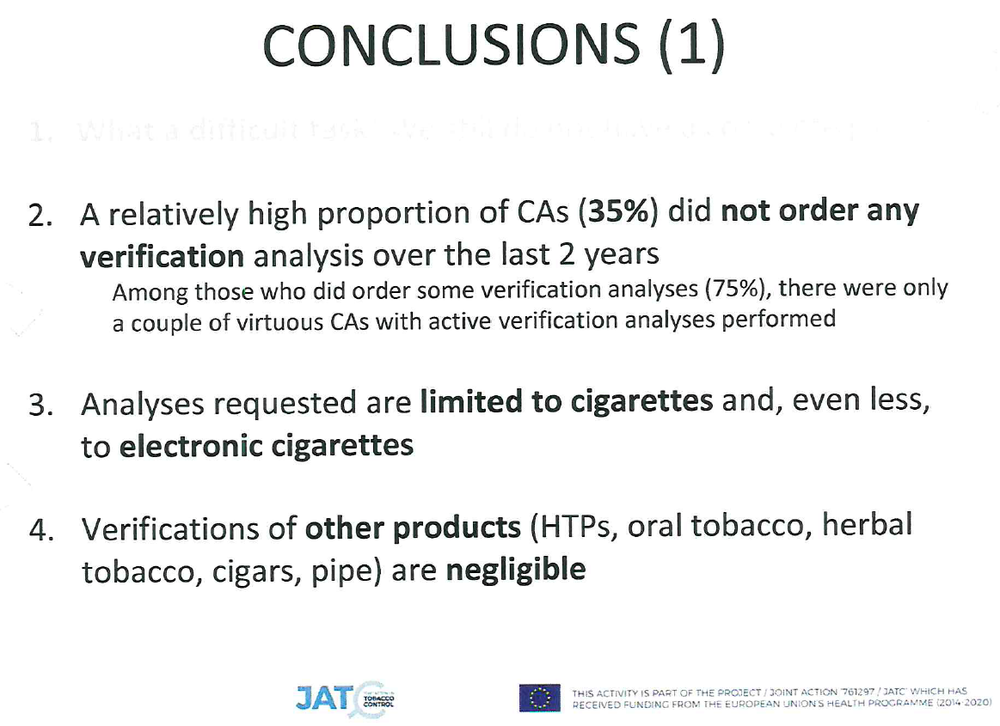 CONCLUSIONS (1)
1. What a difficult task
2. A relatively high proportion of CAs (35%) did not order any
verification analysis over the last 2 years
Among those who did order some verification analyses (75%), there were only
a couple of virtuous CAs with active verification analyses performed
3. Analyses requested are limited to cigarettes and, even less,
to electronic cigarettes
4. Verifications of other products (HTPs, oral tobacco, herbal
tobacco, cigars, pipe) are negligible
JATC
TOBACCO
CONTROL
THIS ACTIVITY IS PART OF THE PROJECT / JOINT ACTION '761297 / JATC' WHICH HAS
RECEIVED FUNDING FROM THE EUROPEAN UNION'S HEALTH PROGRAMME (2014-2020)